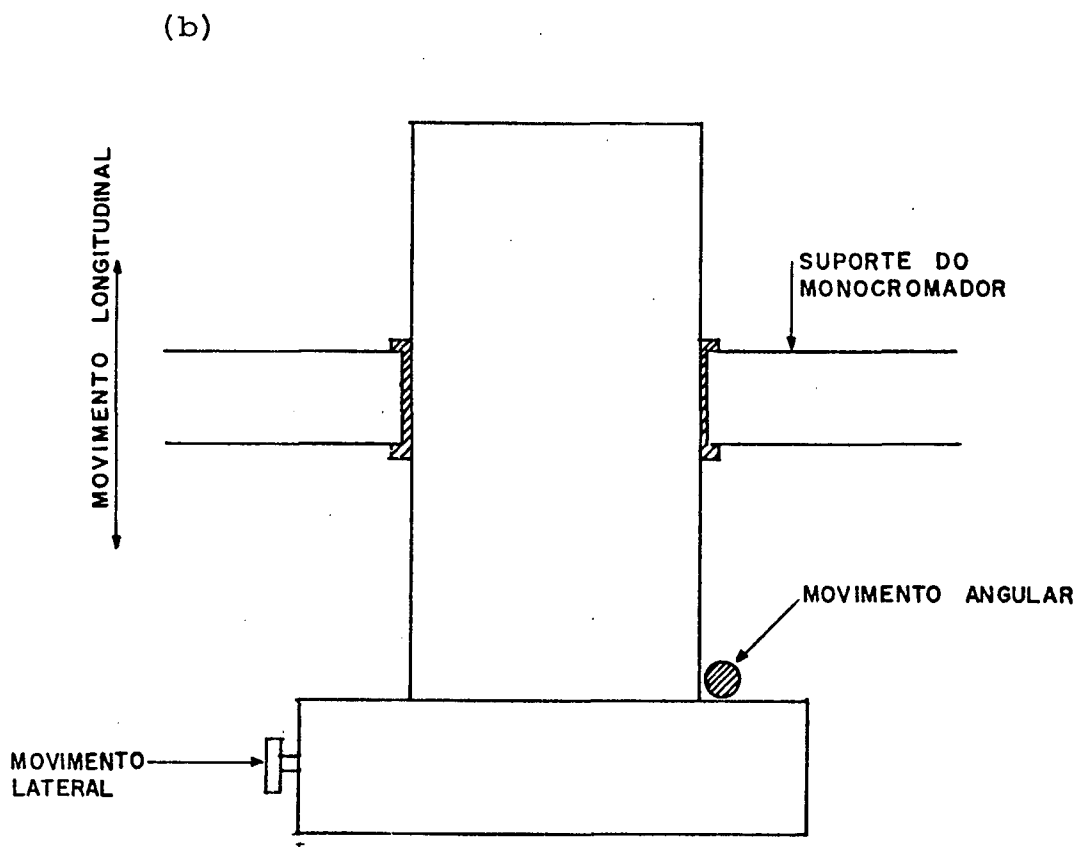 (b)
MOVIMENTO LONGITUDINAL
SUPORTE DO
MONOCROMADOR
MOVIMENTO ANGULAR
MOVIMENTO
LATERAL